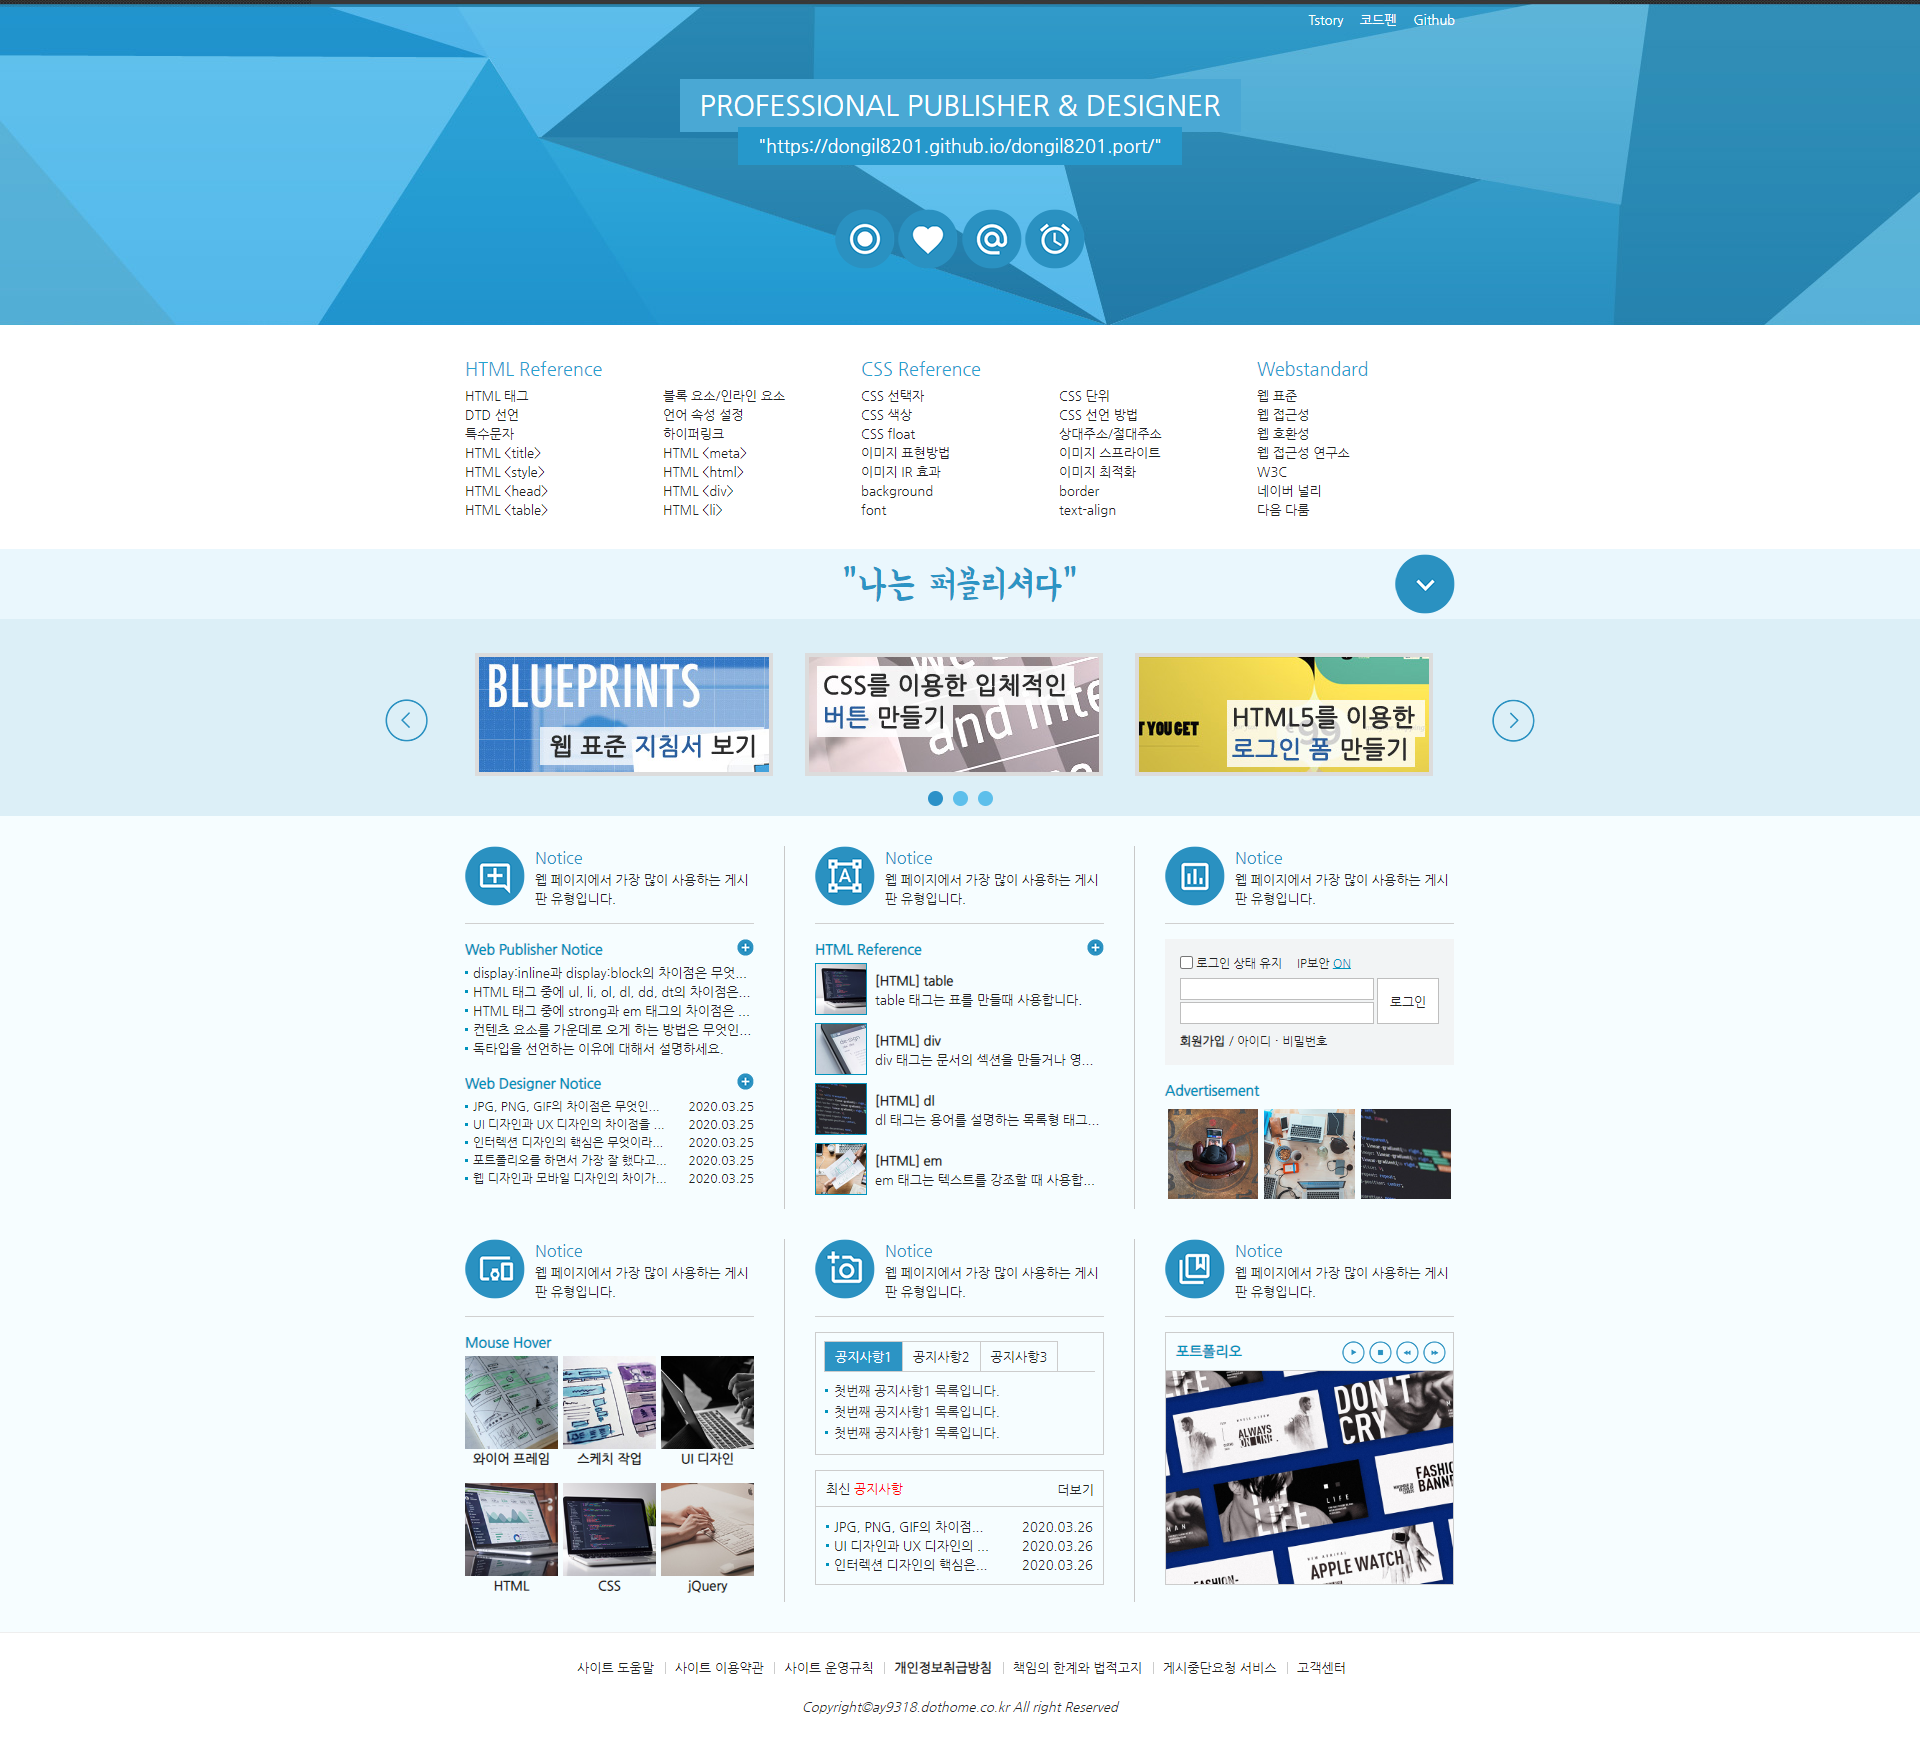 Tstory 코드펜 Github
PROFESSIONAL PUBLISHER & DESIGNER
"https://dongil8201.github.io/dongil8201.port/"
HTML Reference
HTML 태그
DTD 선언
특수문자
HTML <title>
HTML <style>
HTML <head>
HTML <table>
블록 요소/인라인 요소
언어 속성 설정
하이퍼링크
HTML <meta>
HTML <html>
HTML <div>
HTML <li>
CSS Reference
CSS 선택자
CSS 색상
CSS float
이미지 표현방법
이미지 IR 효과
background
font
CSS 단위
CSS 선언 방법
상대주소/절대주소
이미지 스프라이트
이미지 최적화
border
text-align
Webstandard
웹 표준
웹 접근성
웹 호환성
웹 접근성 연구소
W3C
네이버 널리
다음 다룸
"나는 퍼블리셔다"
BLUEPRINTS
웹 표준 지침서 보기
CSS를 이용한 입체적인
버튼 만들기
and inte
T YOU GET
HTML5를 이용한
로그인 폼 만들기
Notice
웹 페이지에서 가장 많이 사용하는 게시
판 유형입니다.
Web Publisher Notice
display:inline과 display:block의 차이점은 무엇...
HTML 태그 중에 ul, li, ol, dl, dd, dt의 차이점은...
HTML 태그 중에 strong과 em 태그의 차이점은 ...
컨텐츠 요소를 가운데로 오게 하는 방법은 무엇인...
독타입을 선언하는 이유에 대해서 설명하세요.
Web Designer Notice
JPG, PNG, GIF의 차이점은 무엇인... 2020.03.25
UI 디자인과 UX 디자인의 차이점을 ... 2020.03.25
인터렉션 디자인의 핵심은 무엇이라... 2020.03.25
포트폴리오를 하면서 가장 잘 했다고... 2020.03.25
웹 디자인과 모바일 디자인의 차이가... 2020.03.25
Notice
웹 페이지에서 가장 많이 사용하는 게시
판 유형입니다.
HTML Reference
[HTML] table
table 태그는 표를 만들때 사용합니다.
[HTML] div
div 태그는 문서의 섹션을 만들거나 영...
[HTML] dl
dl 태그는 용어를 설명하는 목록형 태그...
[HTML] em
em 태그는 텍스트를 강조할 때 사용합...
Notice
웹 페이지에서 가장 많이 사용하는 게시
판 유형입니다.
로그인 상태 유지 IP보안 ON
로그인
회원가입 / 아이디 · 비밀번호
Advertisement
Notice
웹 페이지에서 가장 많이 사용하는 게시
판 유형입니다.
Mouse Hover
와이어 프레임 스케치 작업 UI 디자인
HTML CSS jQuery
Notice
웹 페이지에서 가장 많이 사용하는 게시
판 유형입니다.
공지사항1 공지사항2 공지사항3
첫번째 공지사항1 목록입니다.
첫번째 공지사항1 목록입니다.
첫번째 공지사항1 목록입니다.
최신 공지사항 더보기
JPG, PNG, GIF의 차이점... 2020.03.26
UI 디자인과 UX 디자인의 ... 2020.03.26
인터렉션 디자인의 핵심은... 2020.03.26
Notice
웹 페이지에서 가장 많이 사용하는 게시
판 유형입니다.
포트폴리오
DON'T
CRY
ALWAYS
ON-LINE.
FASHIO
BANNE
LIFE
LIFE
APPLE WATCH
FASHION-
사이트 도움말 사이트 이용약관 사이트 운영규칙 개인정보취급방침 책임의 한계와 법적고지 게시중단요청 서비스 고객센터
Copyright©ay9318.dothome.co.kr All right Reserved